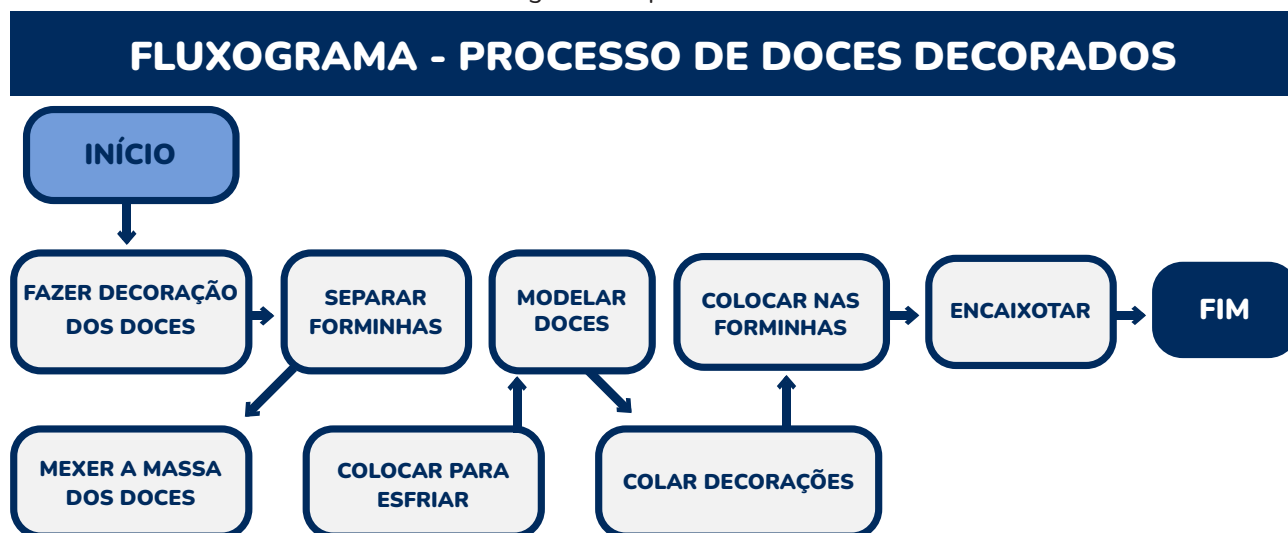 FLUXOGRAMA - PROCESSO DE DOCES DECORADOS
INÍCIO
FAZER DECORAÇÃO
DOS DOCES
SEPARAR
FORMINHAS
MODELAR
DOCES
COLOCAR NAS
FORMINHAS
ENCAIXOTAR
FIM
MEXER A MASSA
DOS DOCES
COLOCAR PARA
ESFRIAR
COLAR DECORAÇÕES